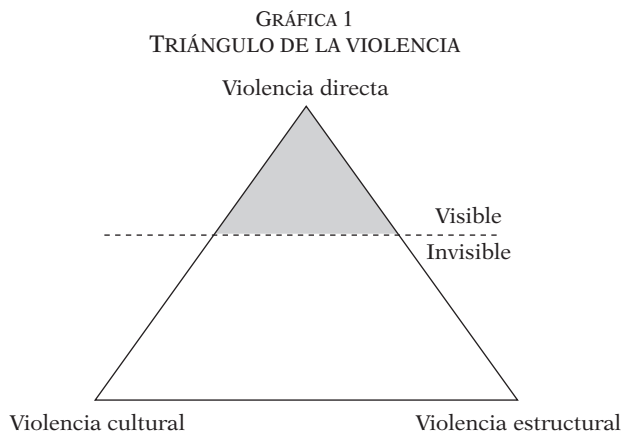 GRÁFICA 1
TRIÁNGULO DE LA VIOLENCIA
Violencia directa
Visible
Invisible
Violencia cultural
Violencia estructural